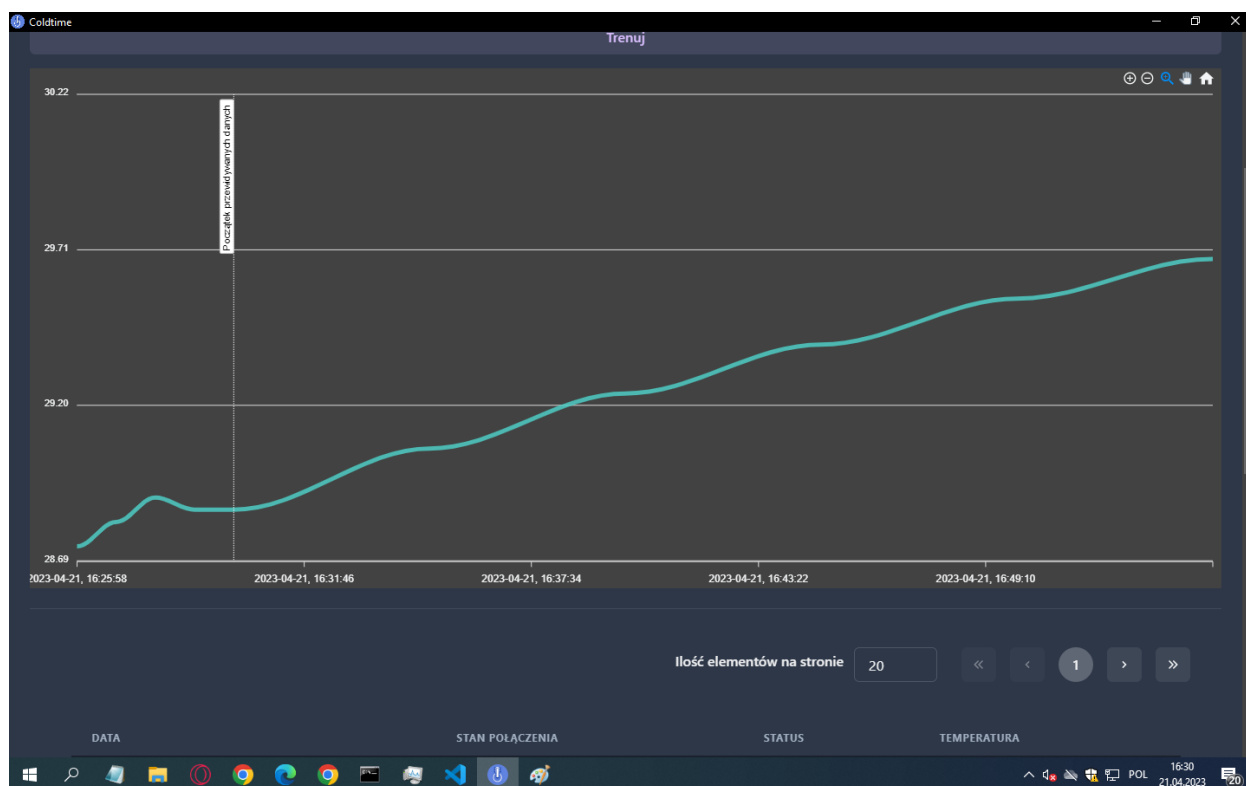 Coldtime
Trenuj
30.22
Początek przewidywanych danych
29.71
29.20
28.69
2023-04-21, 16:25:58 2023-04-21, 16:31:46 2023-04-21, 16:37:34 2023-04-21, 16:43:22 2023-04-21, 16:49:10
Ilość elementów na stronie 20 « ‹ 1 › »
DATA STAN POŁĄCZENIA STATUS TEMPERATURA
POL 16:30
21.04.2023 20